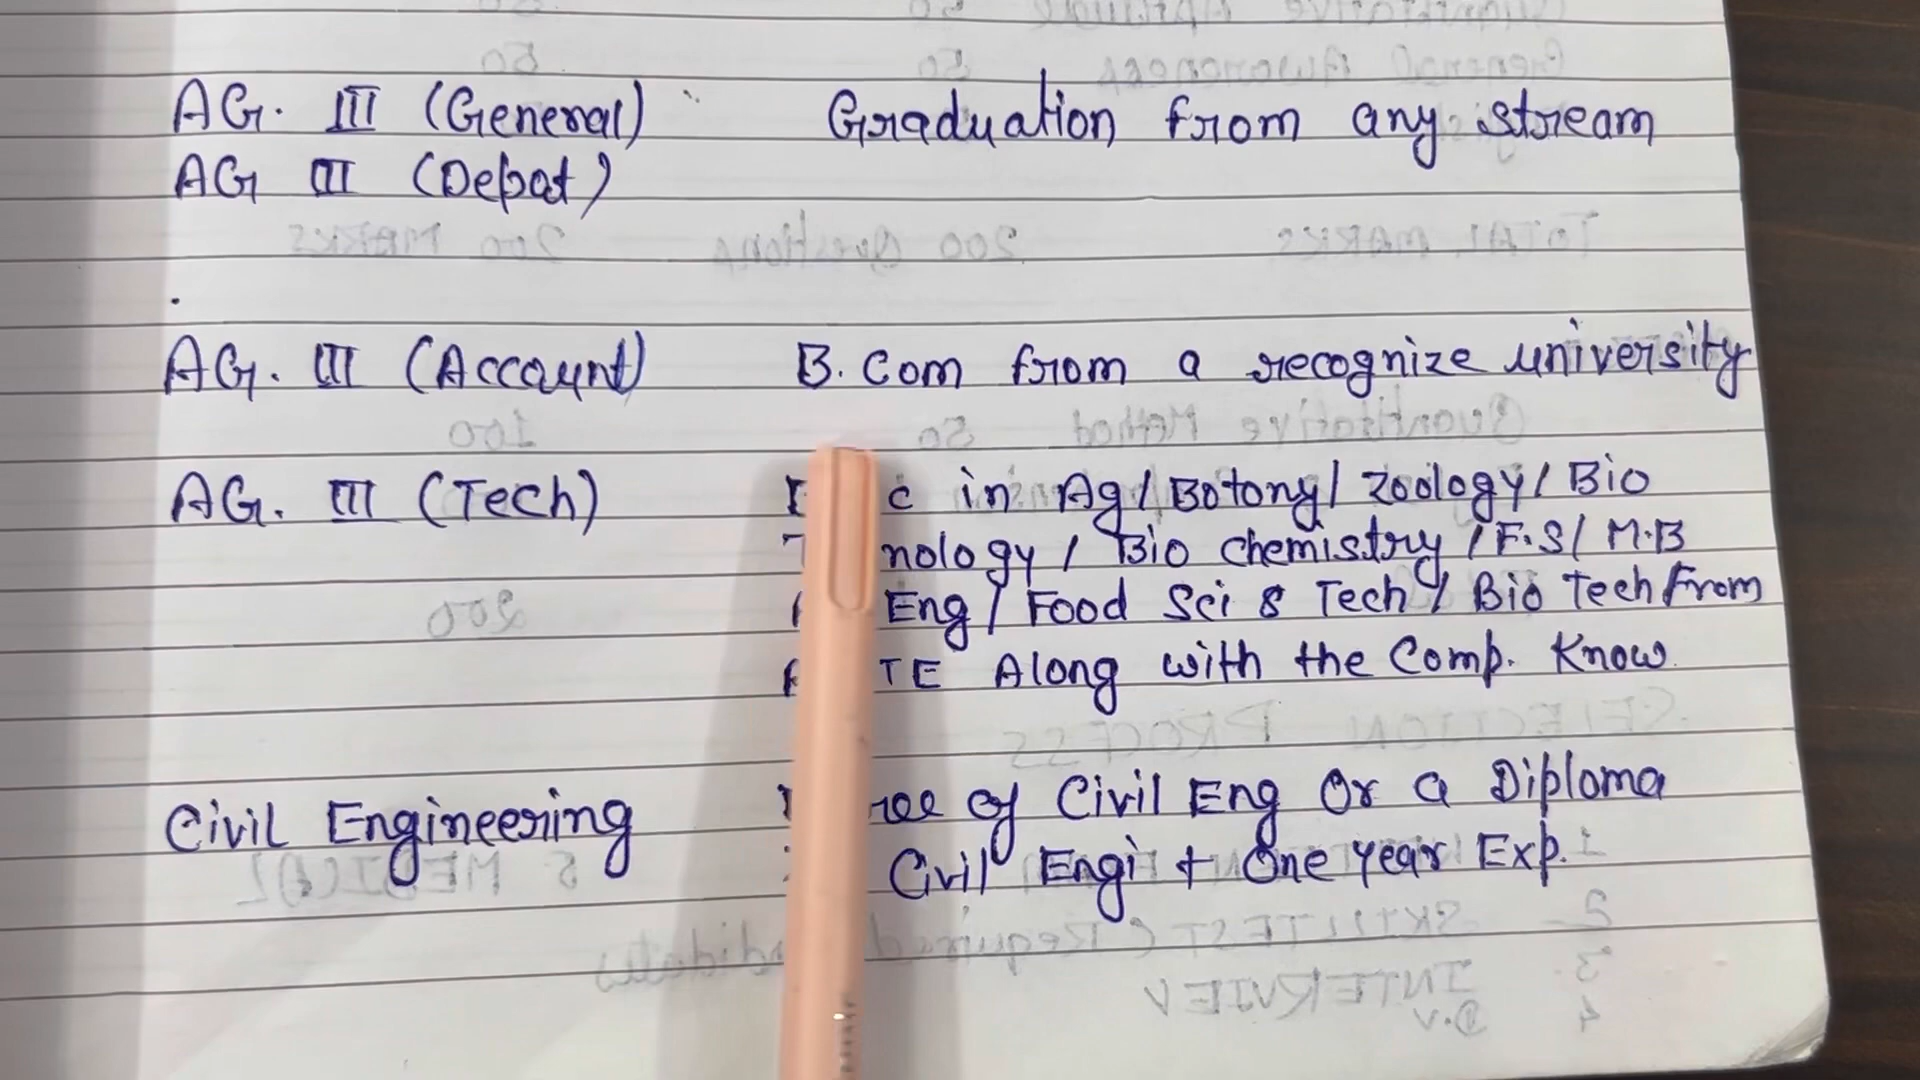 AG. III (General) Graduation from any stream
AG III (Depot)
AG. III (Account) B. Com from a recognize university
AG. III (Tech) c in Ag/Botony/Zoology/Bio
nology/Bio chemistry/F.S/M.B
Eng/Food Sci & Tech/Bio Tech From
TE Along with the Comp. Know
Civil Engineering ree of Civil Eng Or a Diploma
Civil Engi + One year Exp.